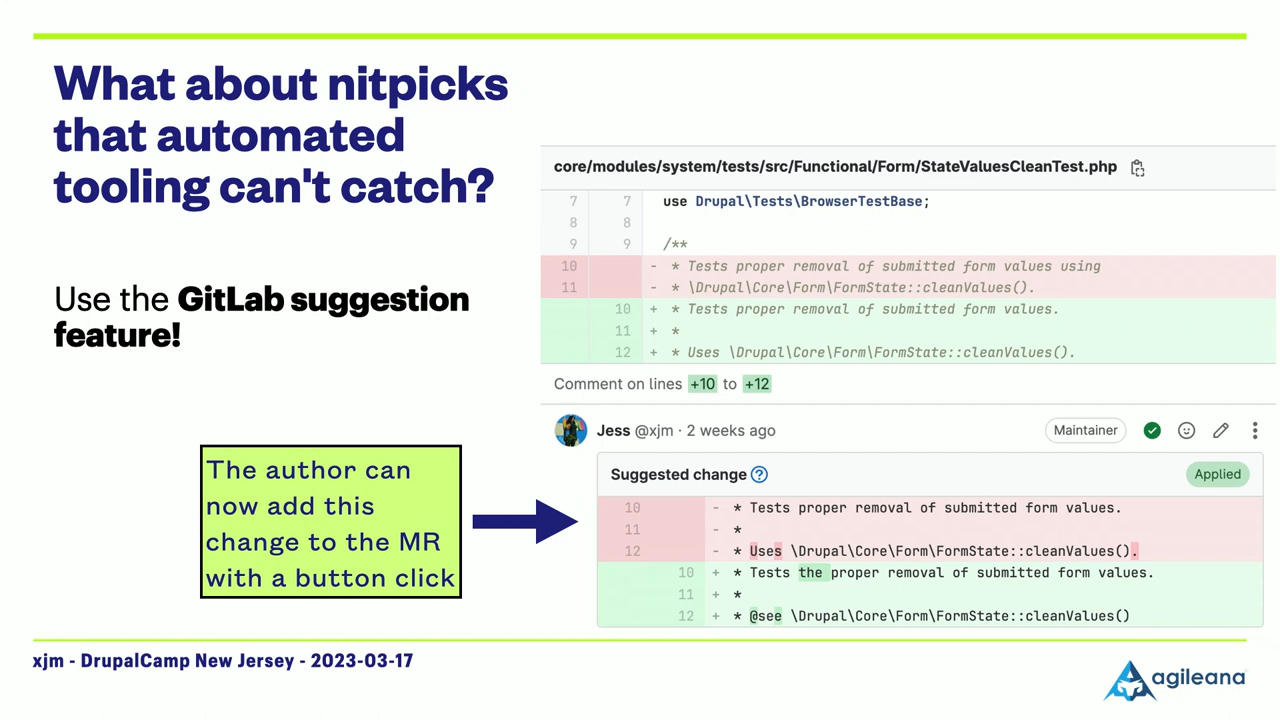 What about nitpicks
that automated
tooling can't catch?
Use the GitLab suggestion
feature!
The author can
now add this
change to the MR
with a button click
core/modules/system/tests/src/Functional/Form/StateValuesCleanTest.php
7 7 use Drupal\Tests\BrowserTestBase;
8 8
9 9 /**
10 - * Tests proper removal of submitted form values using
11 - * \Drupal\Core\Form\FormState::cleanValues().
10 + * Tests proper removal of submitted form values.
11 + *
12 + * Uses \Drupal\Core\Form\FormState::cleanValues().
Comment on lines +10 to +12
Jess @xjm · 2 weeks ago Maintainer
Suggested change Applied
10 - * Tests proper removal of submitted form values.
11 - *
12 - * Uses \Drupal\Core\Form\FormState::cleanValues().
10 + * Tests the proper removal of submitted form values.
11 + *
12 + * @see \Drupal\Core\Form\FormState::cleanValues()
xjm - DrupalCamp New Jersey - 2023-03-17
agileana